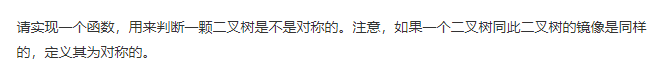 请实现一个函数，用来判断一颗二叉树是不是对称的。注意，如果一个二叉树同此二叉树的镜像是同样
的，定义其为对称的。